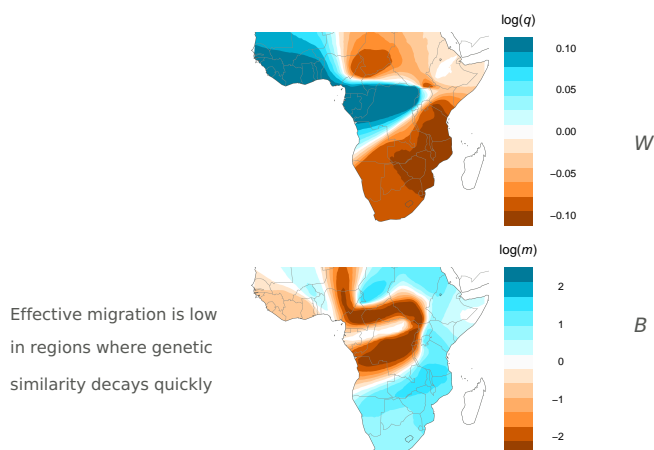 log(q)
0.10
0.05
0.00
−0.05
−0.10
W
log(m)
2
1
0
−1
−2
B
Effective migration is low
in regions where genetic
similarity decays quickly